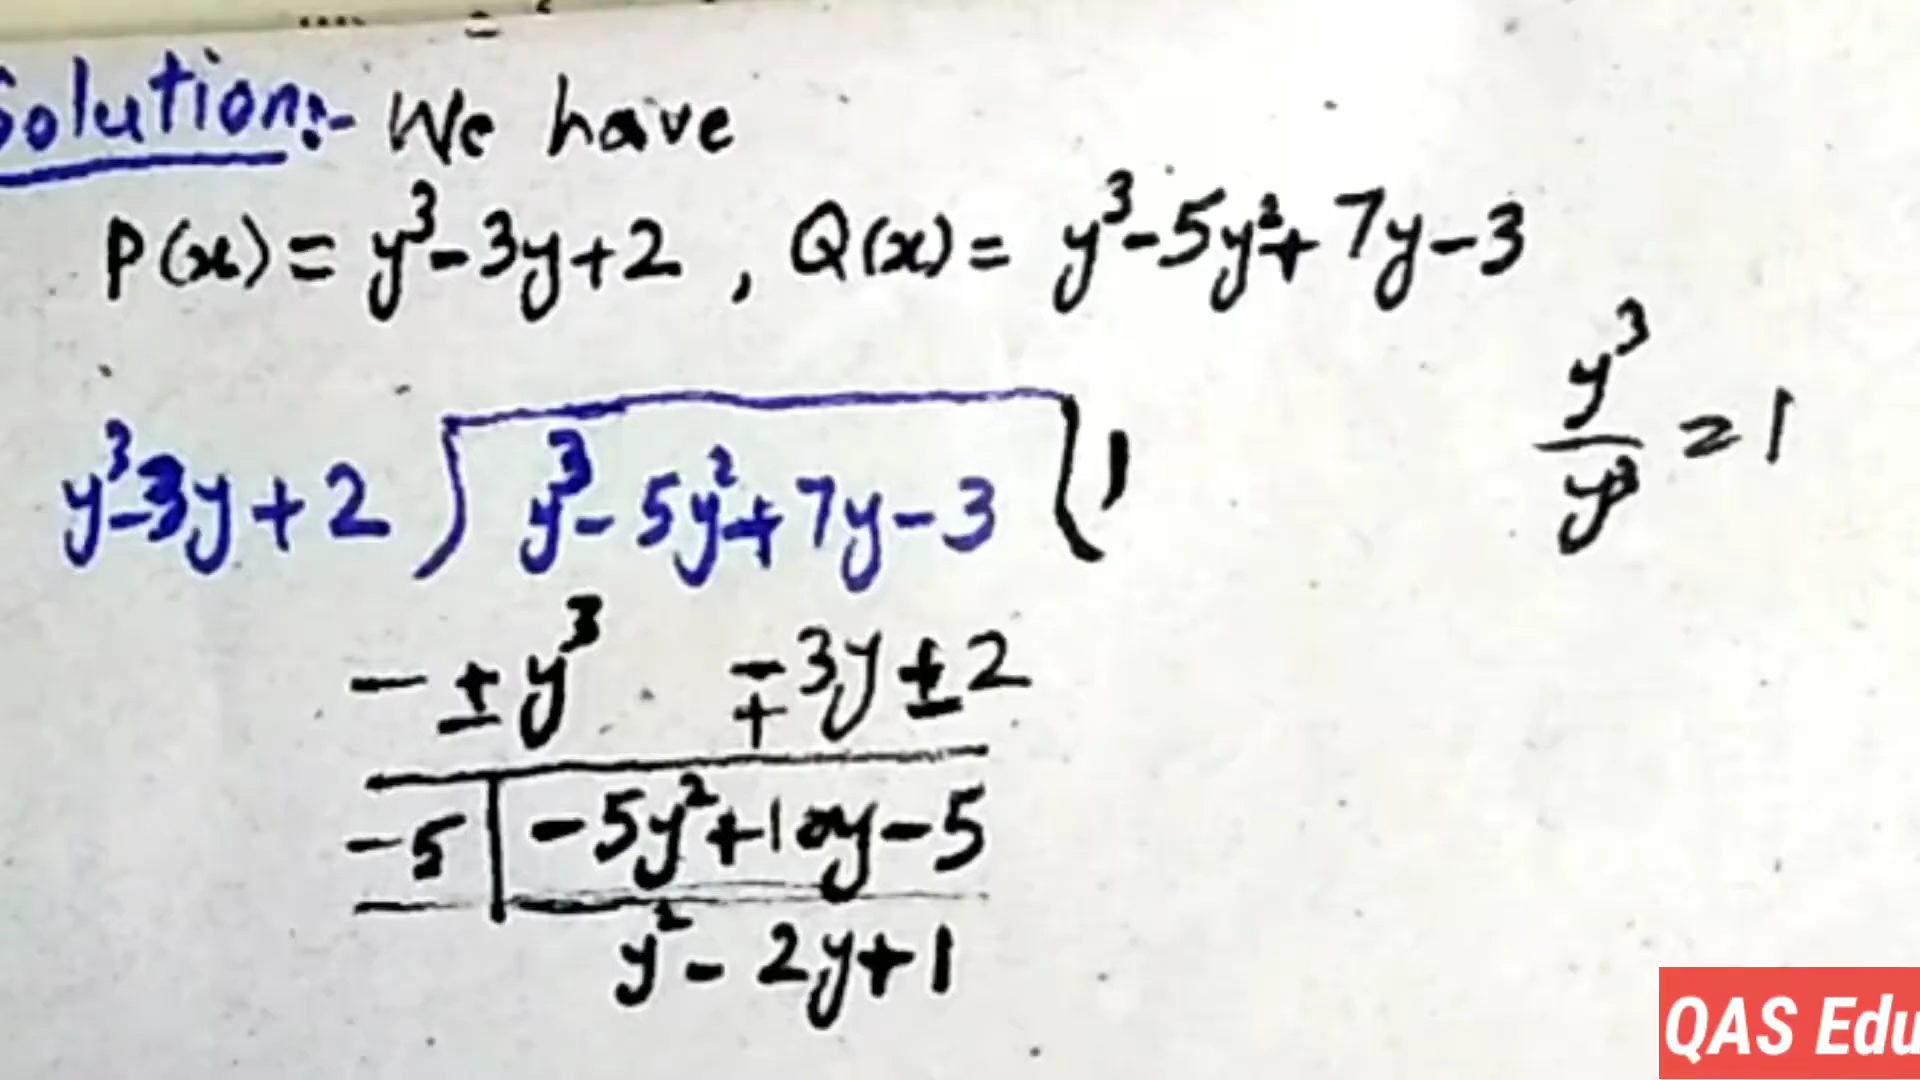 Solution:- We have
P(x) = y³-3y+2 , Q(x) = y³-5y²+7y-3
y³/y³ = 1
y³-3y+2 ) y³-5y²+7y-3 ( 1
- ± y³ ∓3y ± 2
-5 | -5y²+10y-5
y²-2y+1
QAS Edu